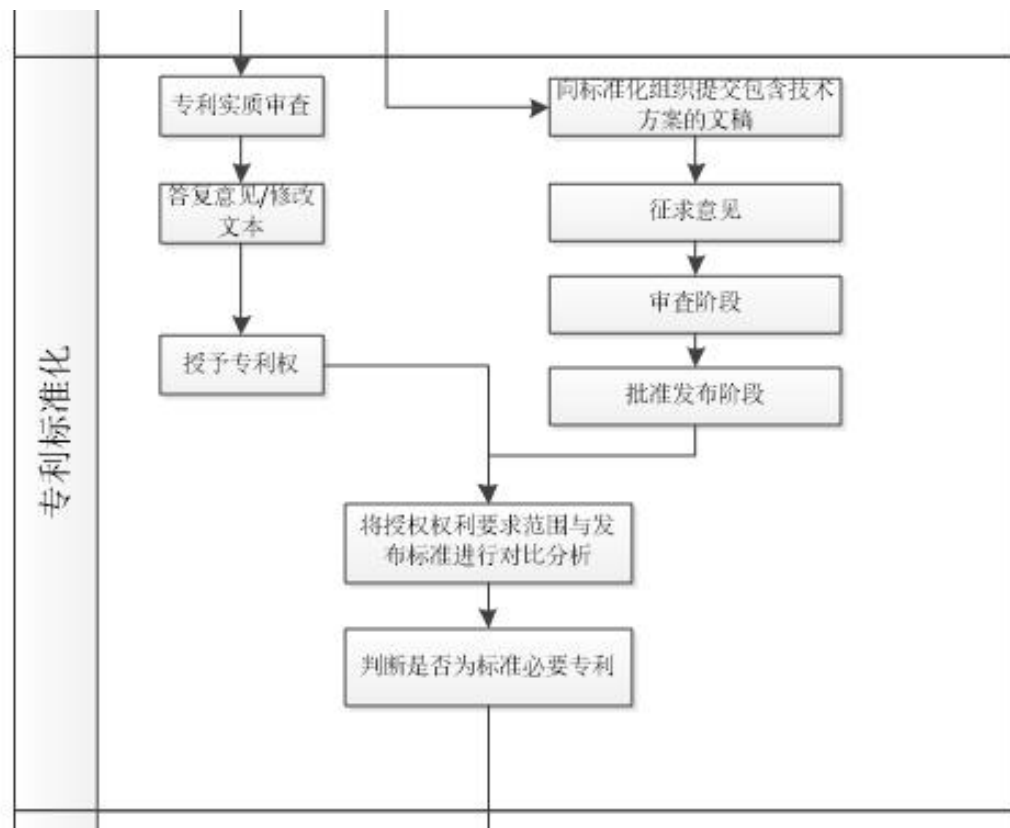 专利标准化
专利实质审查
答复意见/修改
文本
授予专利权
向标准化组织提交包含技术
方案的文稿
征求意见
审查阶段
批准发布阶段
将授权权利要求范围与发
布标准进行对比分析
判断是否为标准必要专利